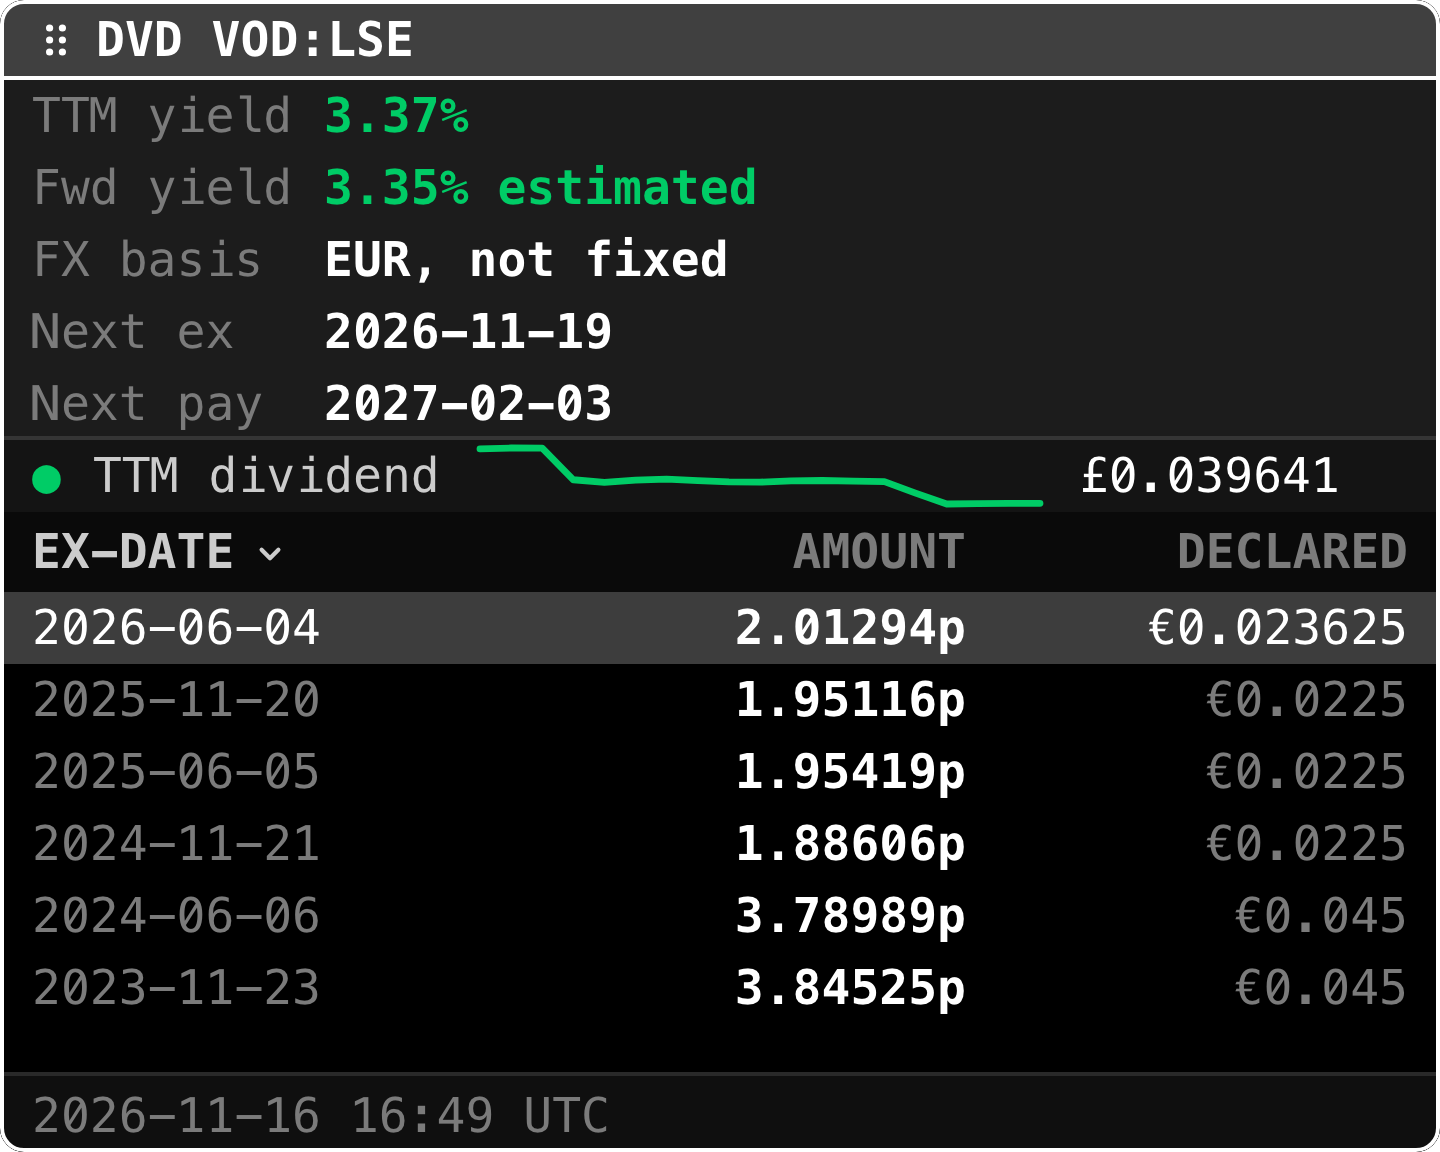 DVD VOD:LSE
TTM yield 3.37%
Fwd yield 3.35% estimated
FX basis EUR, not fixed
Next ex 2026-11-19
Next pay 2027-02-03
TTM dividend £0.039641
EX-DATE AMOUNT DECLARED
2026-06-04 2.01294p €0.023625
2025-11-20 1.95116p €0.0225
2025-06-05 1.95419p €0.0225
2024-11-21 1.88606p €0.0225
2024-06-06 3.78989p €0.045
2023-11-23 3.84525p €0.045
2026-11-16 16:49 UTC